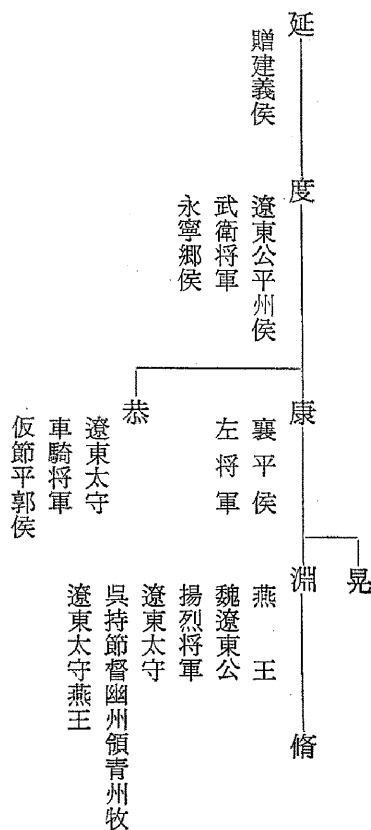 延
贈建義侯
度
遼東公平州侯
武衛将軍
永寧郷侯
康
襄平侯
左将軍
恭
遼東太守
車騎将軍
仮節平郭侯
晃
淵
燕王
魏遼東公
揚烈将軍
遼東太守
呉持節督幽州領青州牧
遼東太守燕王
脩